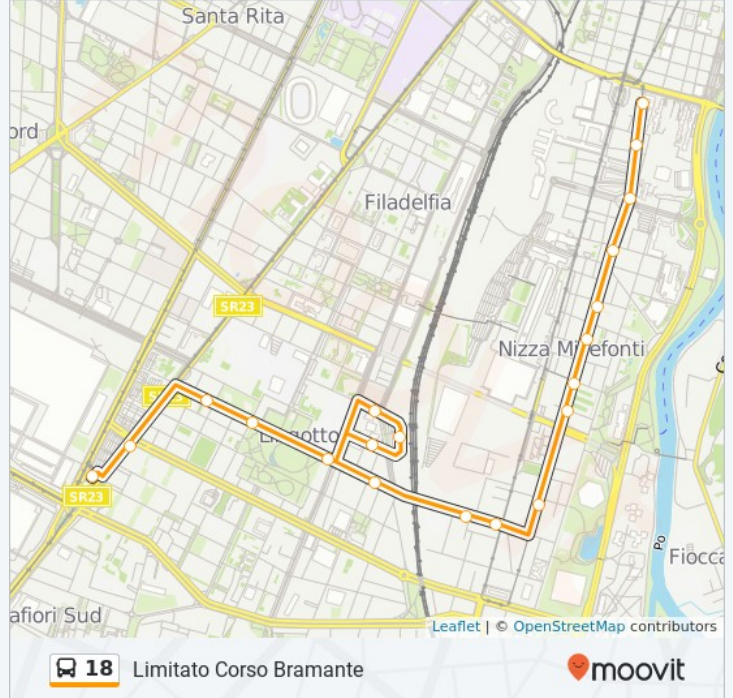 Santa Rita
ord
Filadelfia
SR23
Nizza Millefonti
Lingotto
SR23
Po
Fiocca
afiori Sud
Leaflet | © OpenStreetMap contributors
18 Limitato Corso Bramante
moovit